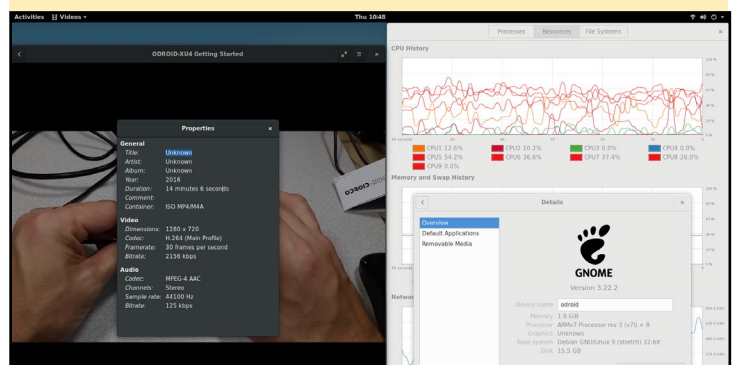 Activities
Videos
Thu 10:48
ODROID-XU4 Getting Started
Properties
General
Title: Unknown
Artist: Unknown
Album: Unknown
Year: 2016
Duration: 14 minutes 6 seconds
Comment:
Container: ISO MP4/M4A
Video
Dimensions: 1280 x 720
Codec: H.264 (Main Profile)
Framerate: 30 frames per second
Bitrate: 2156 kbps
Audio
Codec: MPEG-4 AAC
Channels: Stereo
Sample rate: 44100 Hz
Bitrate: 125 kbps
Processes Resources File Systems
CPU History
100 %
CPU1 12.6% CPU2 10.2% CPU3 8.0% CPU4 0.0%
CPU5 54.2% CPU6 36.6% CPU7 37.4% CPU8 26.0%
CPU9 0.0%
Memory and Swap History
100 %
Details
Overview
Default Applications
Removable Media
GNOME
Version 3.22.2
Device name odroid
Memory 1.9 GiB
Processor ARMv7 Processor rev 3 (v7l) × 8
Graphics Unknown
Base system Debian GNU/Linux 9 (stretch) 32-bit
Disk 15.5 GB